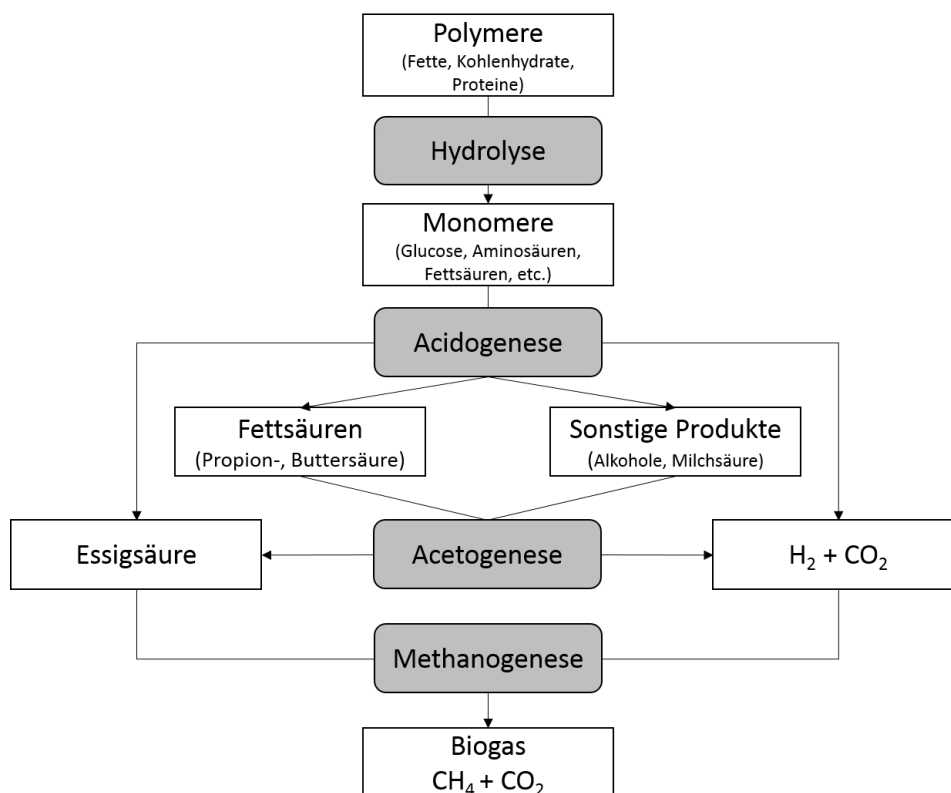 Polymere
(Fette, Kohlenhydrate,
Proteine)
Hydrolyse
Monomere
(Glucose, Aminosäuren,
Fettsäuren, etc.)
Acidogenese
Fettsäuren
(Propion-, Buttersäure)
Sonstige Produkte
(Alkohole, Milchsäure)
Essigsäure
Acetogenese
H₂ + CO₂
Methanogenese
Biogas
CH₄ + CO₂